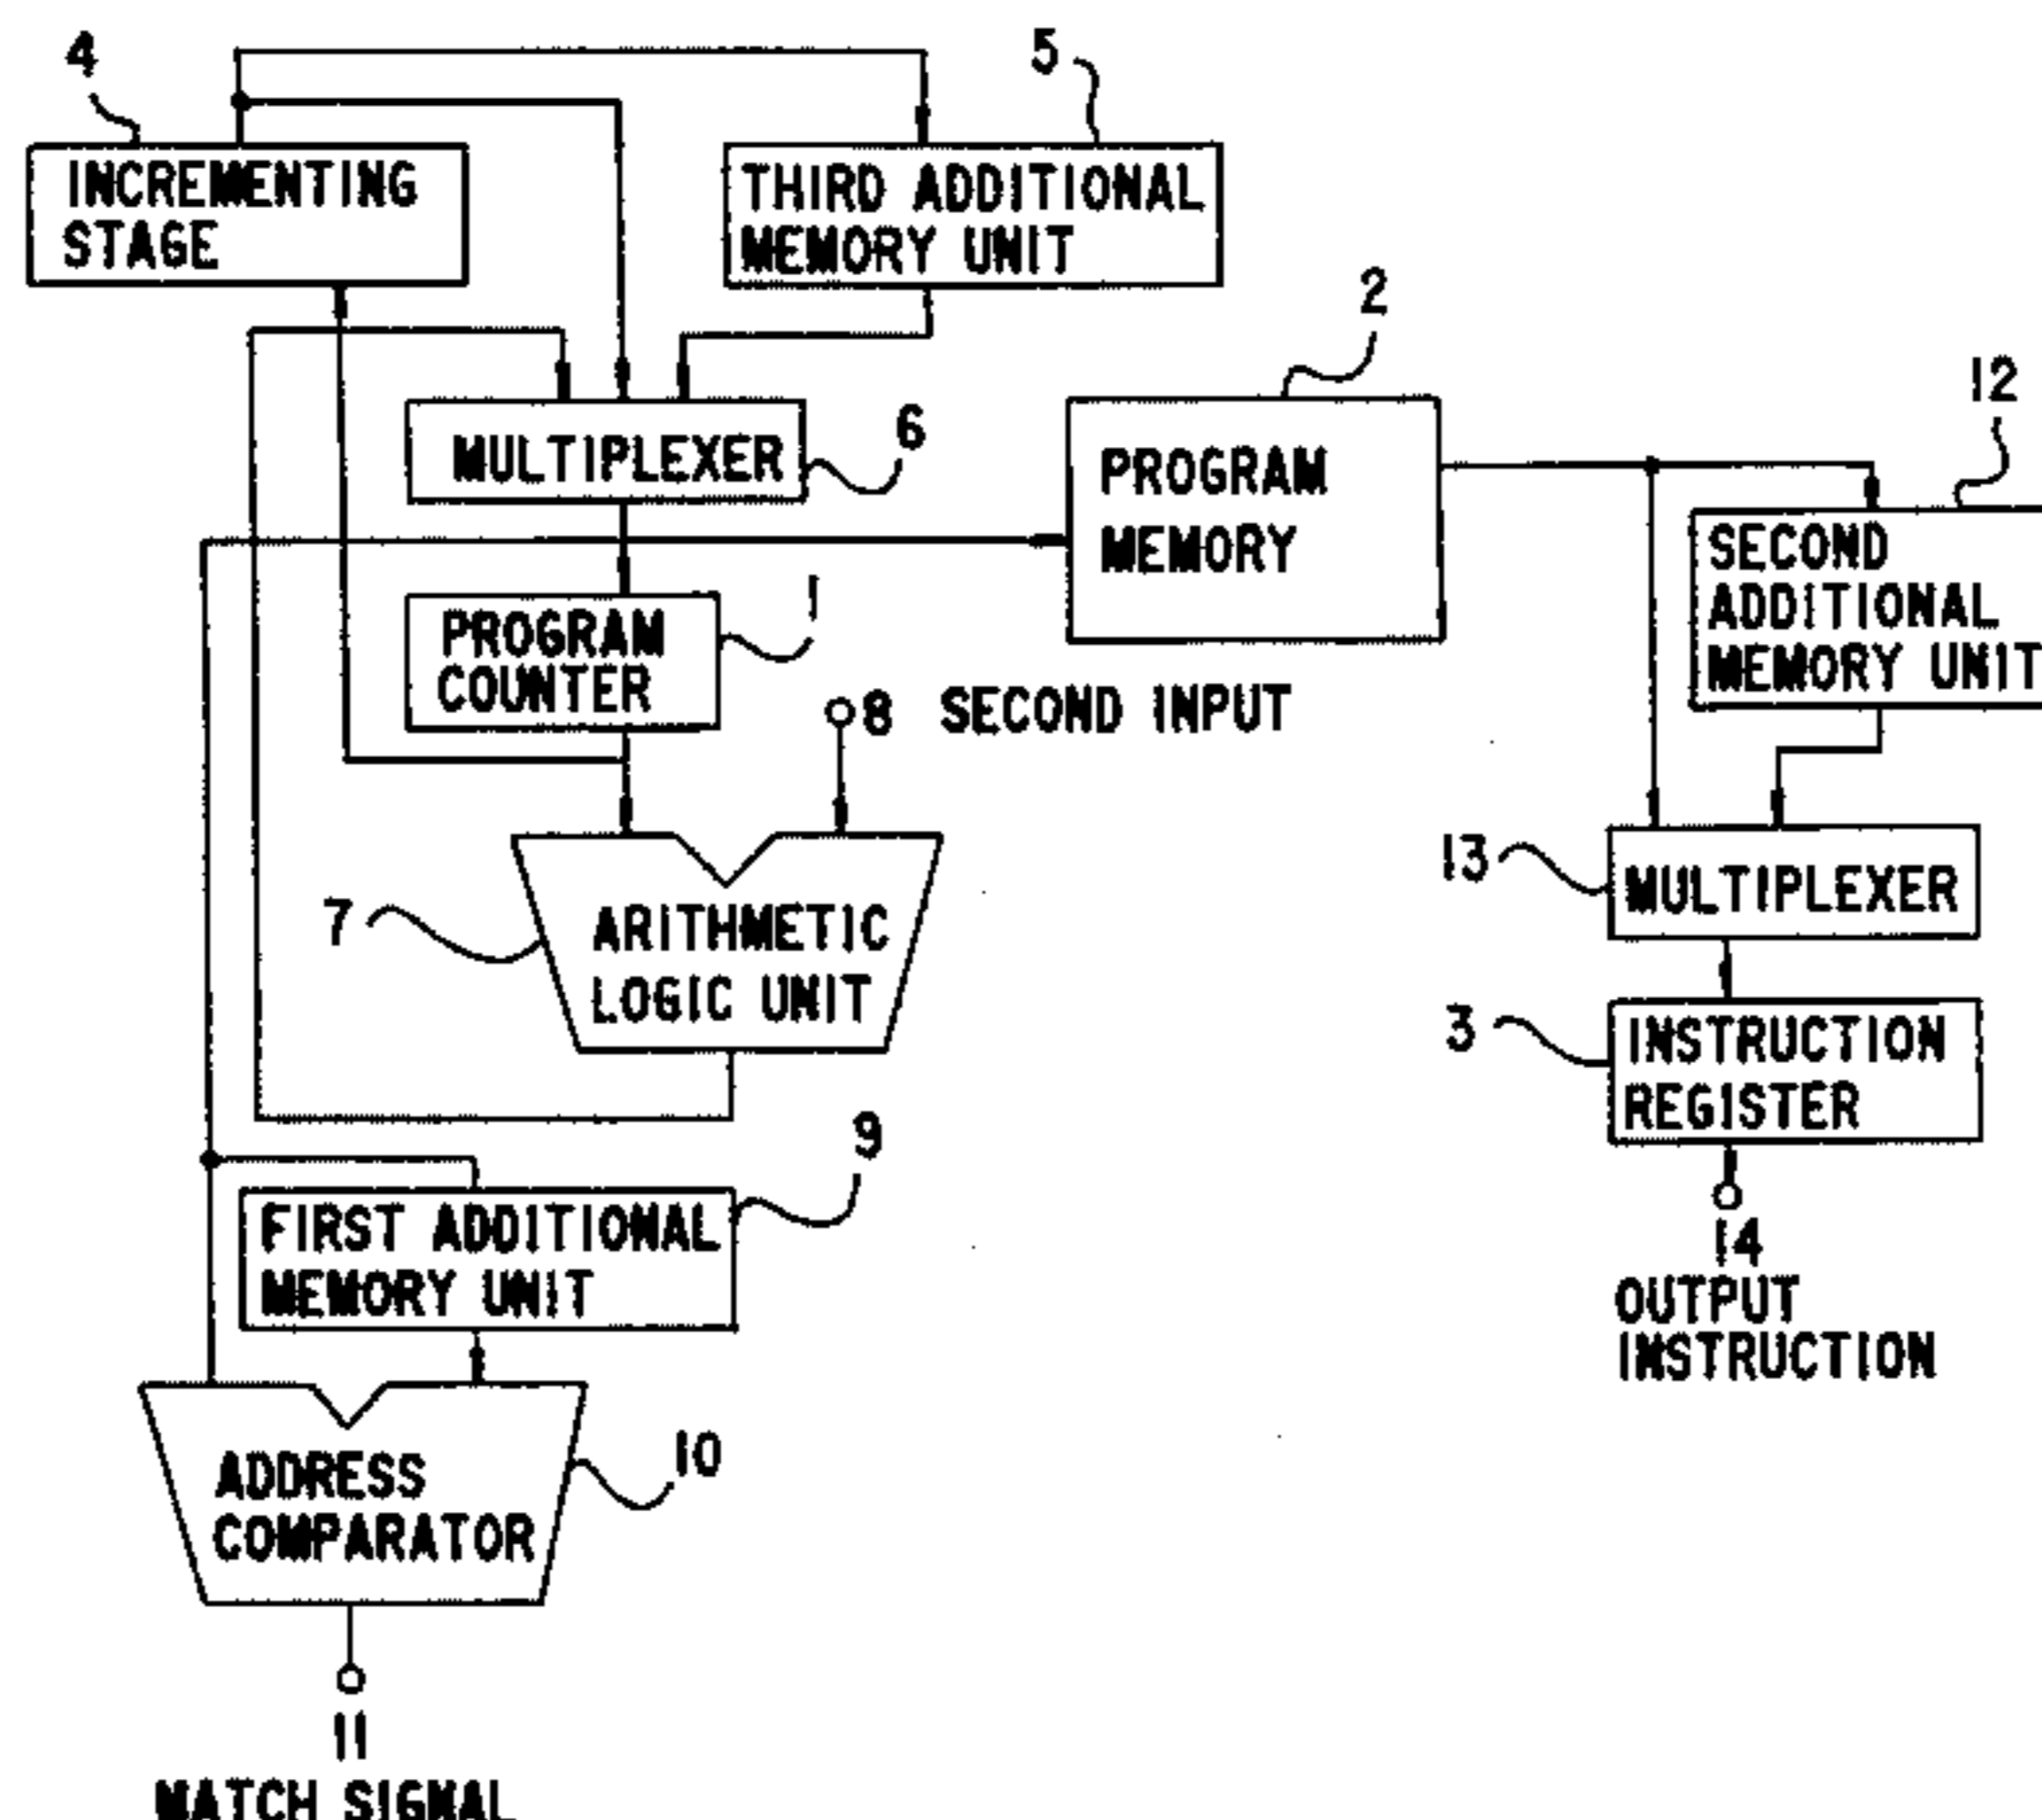 4
5
INCREMENTING
STAGE
THIRD ADDITIONAL
MEMORY UNIT
2
12
MULTIPLEXER
6
PROGRAM
MEMORY
SECOND
ADDITIONAL
MEMORY UNIT
1
PROGRAM
COUNTER
8 SECOND INPUT
13
MULTIPLEXER
7
ARITHMETIC
LOGIC UNIT
3
INSTRUCTION
REGISTER
9
FIRST ADDITIONAL
MEMORY UNIT
14
OUTPUT
INSTRUCTION
10
ADDRESS
COMPARATOR
11
MATCH SIGNAL